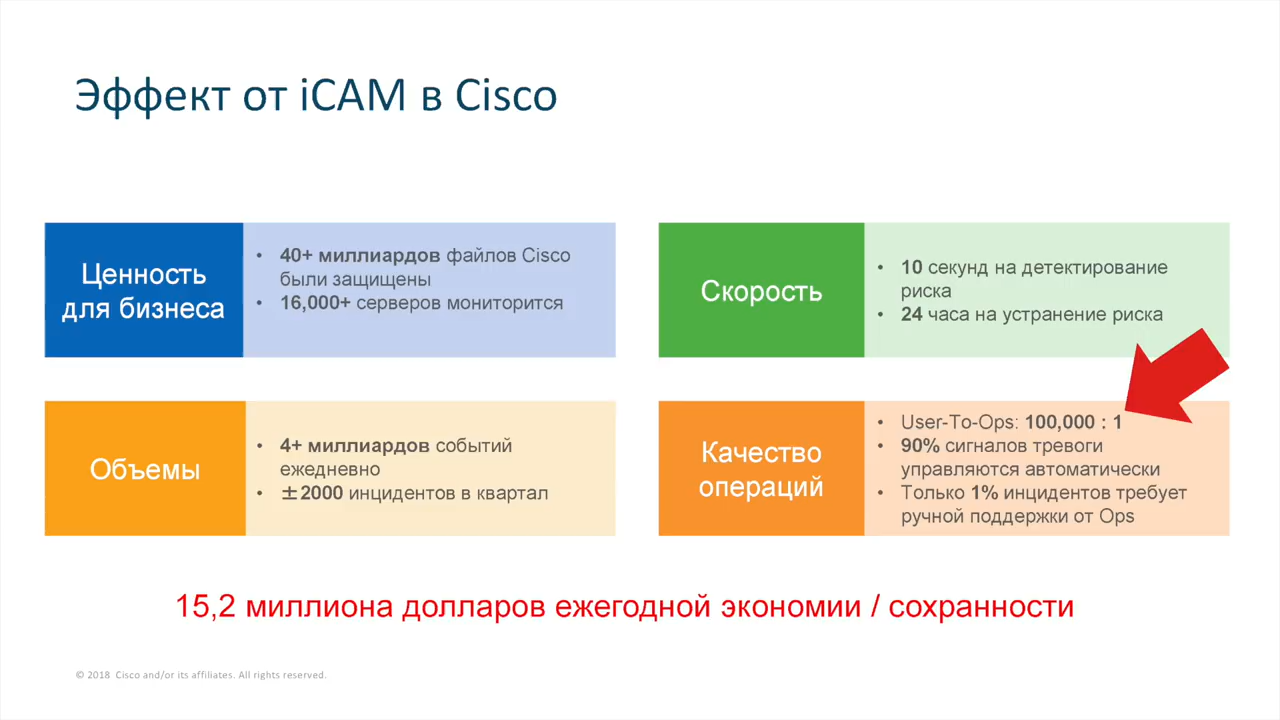 Эффект от iCAM в Cisco
Ценность
для бизнеса
• 40+ миллиардов файлов Cisco
были защищены
• 16,000+ серверов мониторится
Скорость
• 10 секунд на детектирование
риска
• 24 часа на устранение риска
Объемы
• 4+ миллиардов событий
ежедневно
• ±2000 инцидентов в квартал
Качество
операций
• User-To-Ops: 100,000 : 1
• 90% сигналов тревоги
управляются автоматически
• Только 1% инцидентов требует
ручной поддержки от Ops
15,2 миллиона долларов ежегодной экономии / сохранности
© 2018 Cisco and/or its affiliates. All rights reserved.